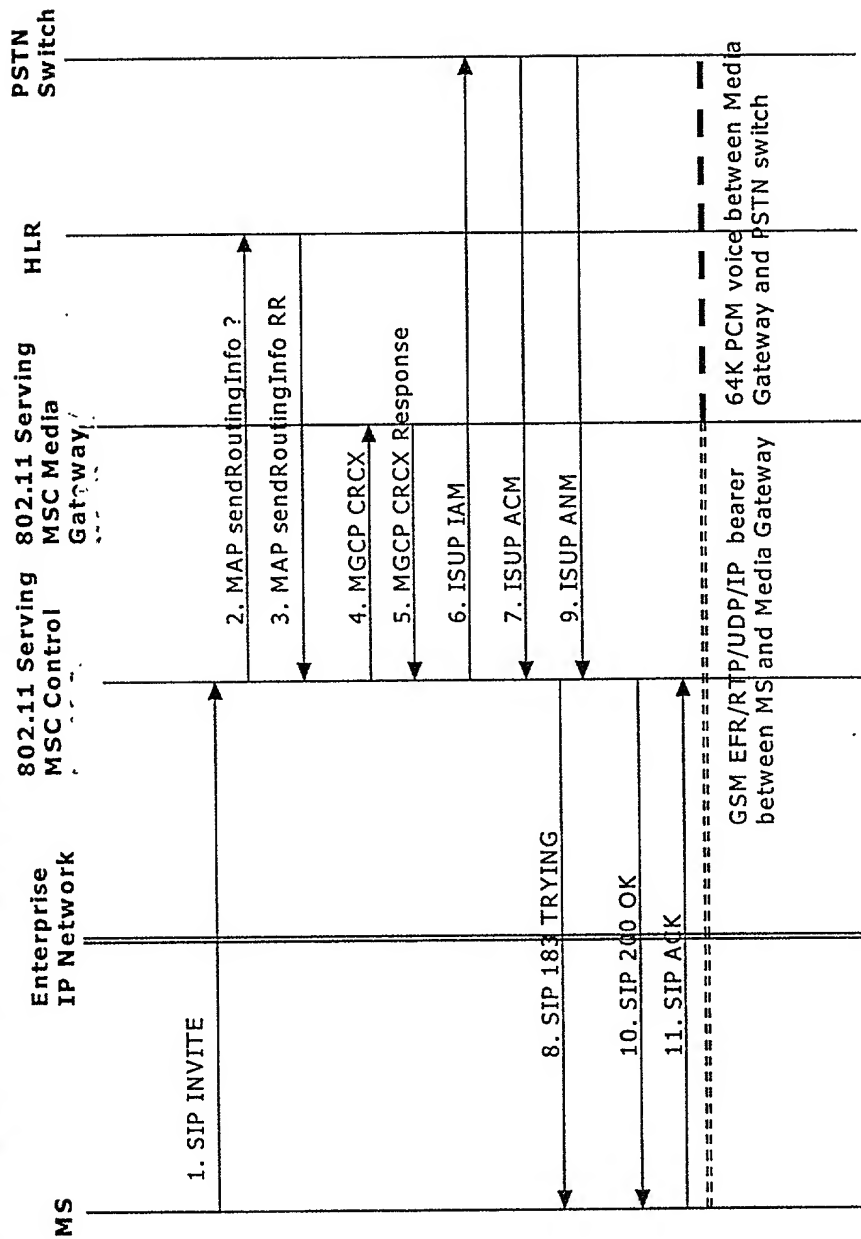 MS
Enterprise
IP Network
802.11 Serving
MSC Control
802.11 Serving
MSC Media
Gateway
HLR
PSTN
Switch
1. SIP INVITE
2. MAP sendRoutingInfo ?
3. MAP sendRoutingInfo RR
4. MGCP CRCX
5. MGCP CRCX Response
6. ISUP IAM
7. ISUP ACM
8. SIP 183 TRYING
9. ISUP ANM
10. SIP 200 OK
11. SIP ACK
GSM EFR/RTP/UDP/IP bearer
between MS and Media Gateway
64K PCM voice between Media
Gateway and PSTN switch